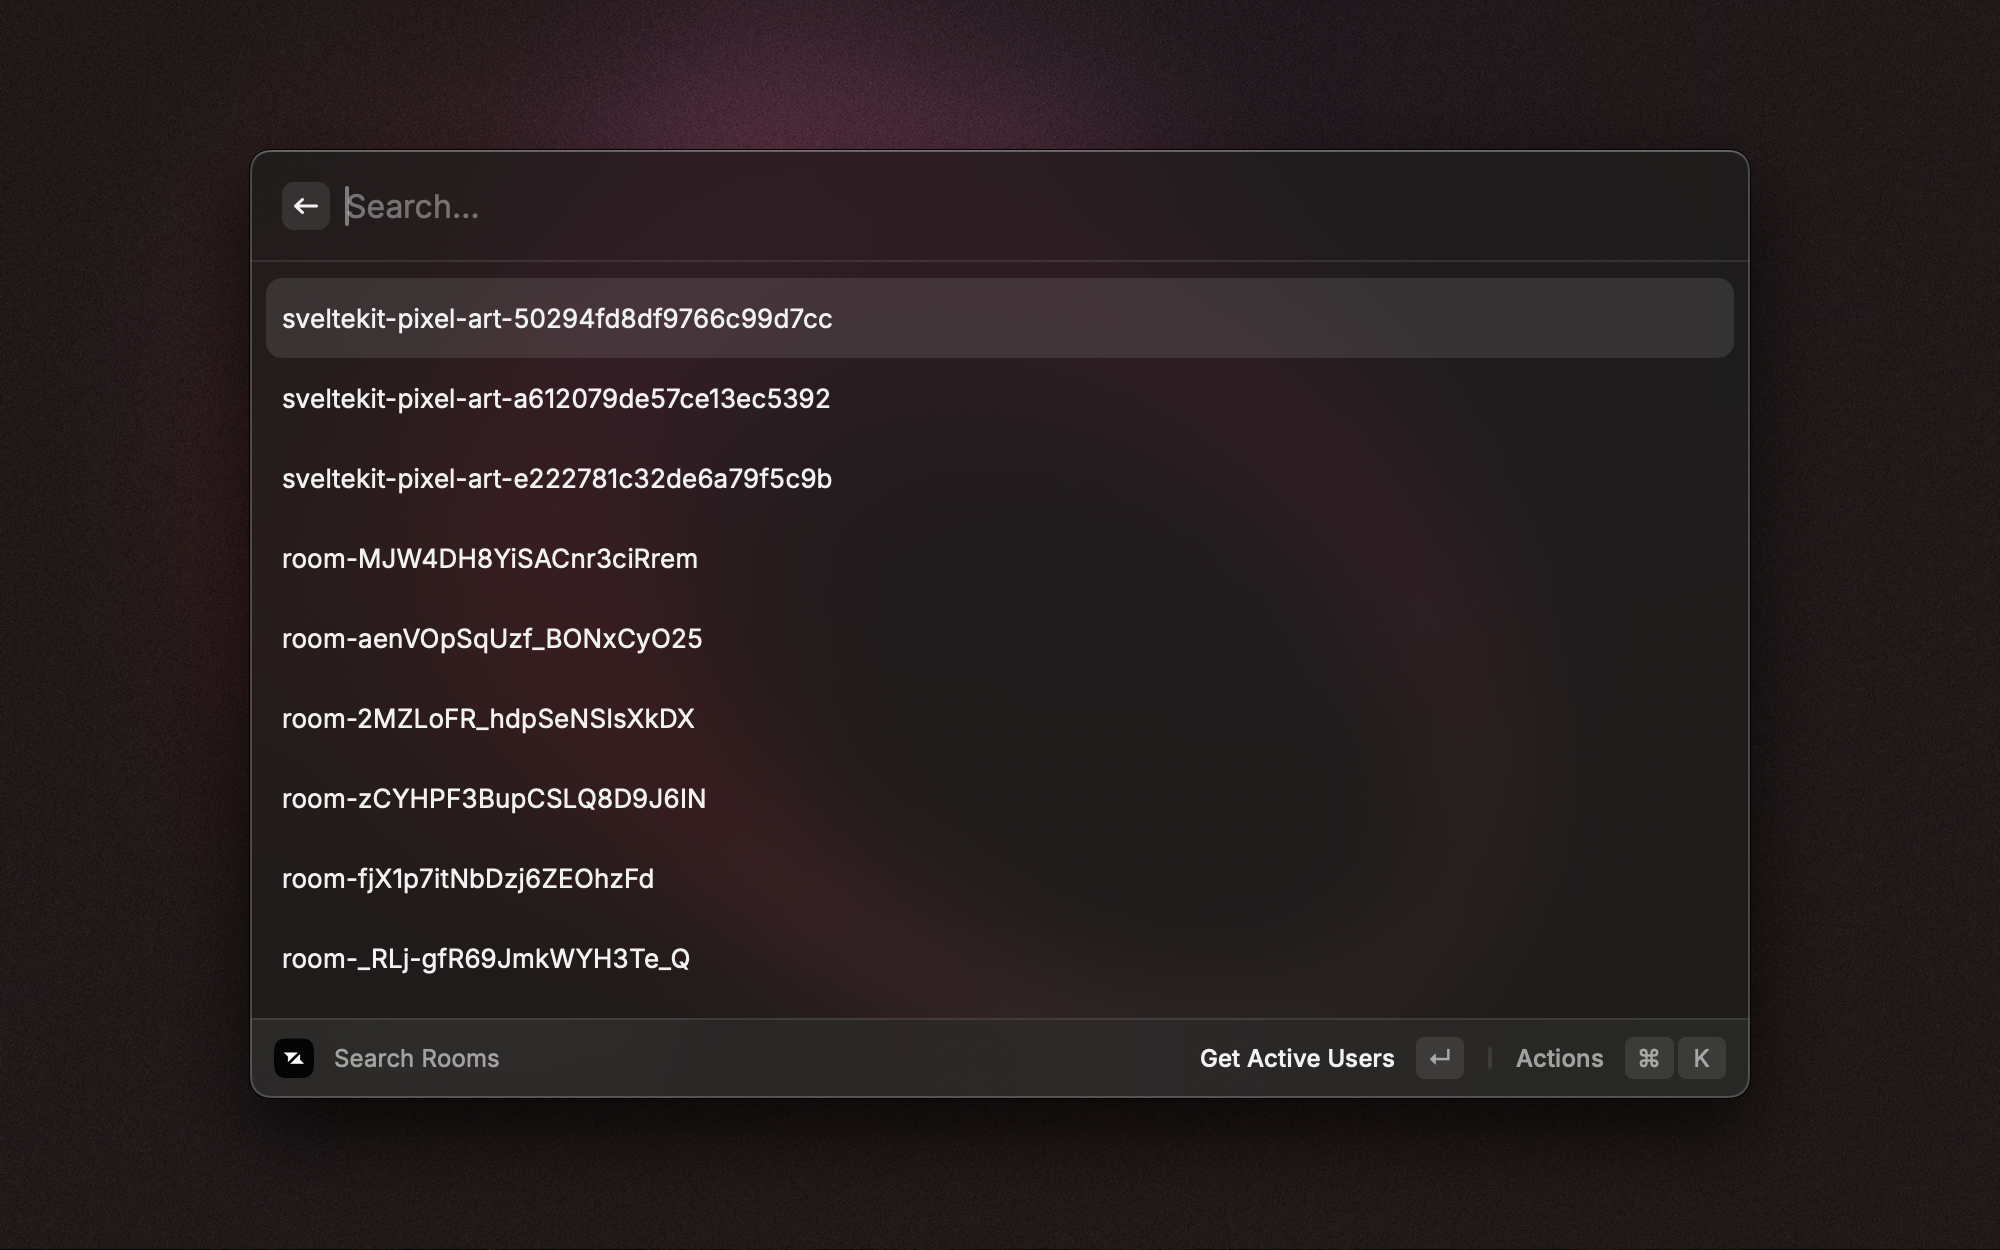 Search...
sveltekit-pixel-art-50294fd8df9766c99d7cc
sveltekit-pixel-art-a612079de57ce13ec5392
sveltekit-pixel-art-e222781c32de6a79f5c9b
room-MJW4DH8YiSACnr3ciRrem
room-aenVOpSqUzf_BONxCyO25
room-2MZLoFR_hdpSeNSlsXkDX
room-zCYHPF3BupCSLQ8D9J6IN
room-fjX1p7itNbDzj6ZEOhzFd
room-_RLj-gfR69JmkWYH3Te_Q
Search Rooms Get Active Users ↵ Actions ⌘ K